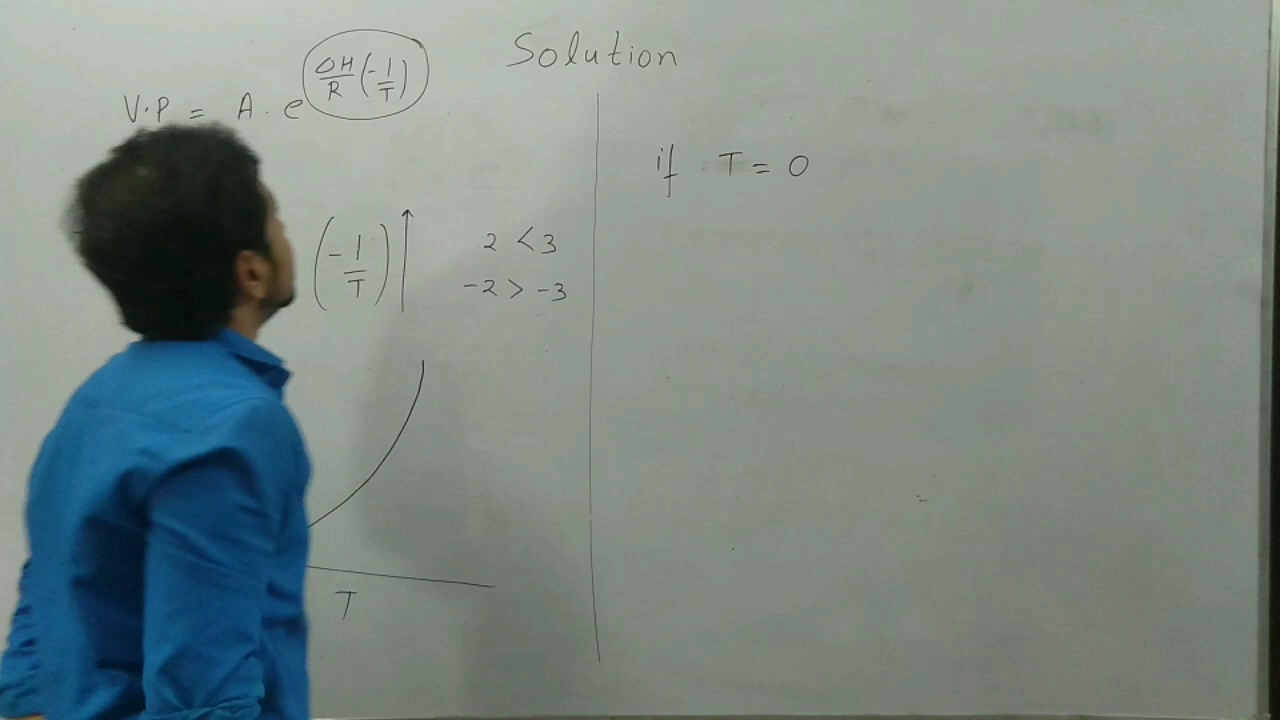 Solution
V.P = A . e^{ΔH/R (-1/T)}
(-1/T) ↑
2 < 3
-2 > -3
T
if T = 0